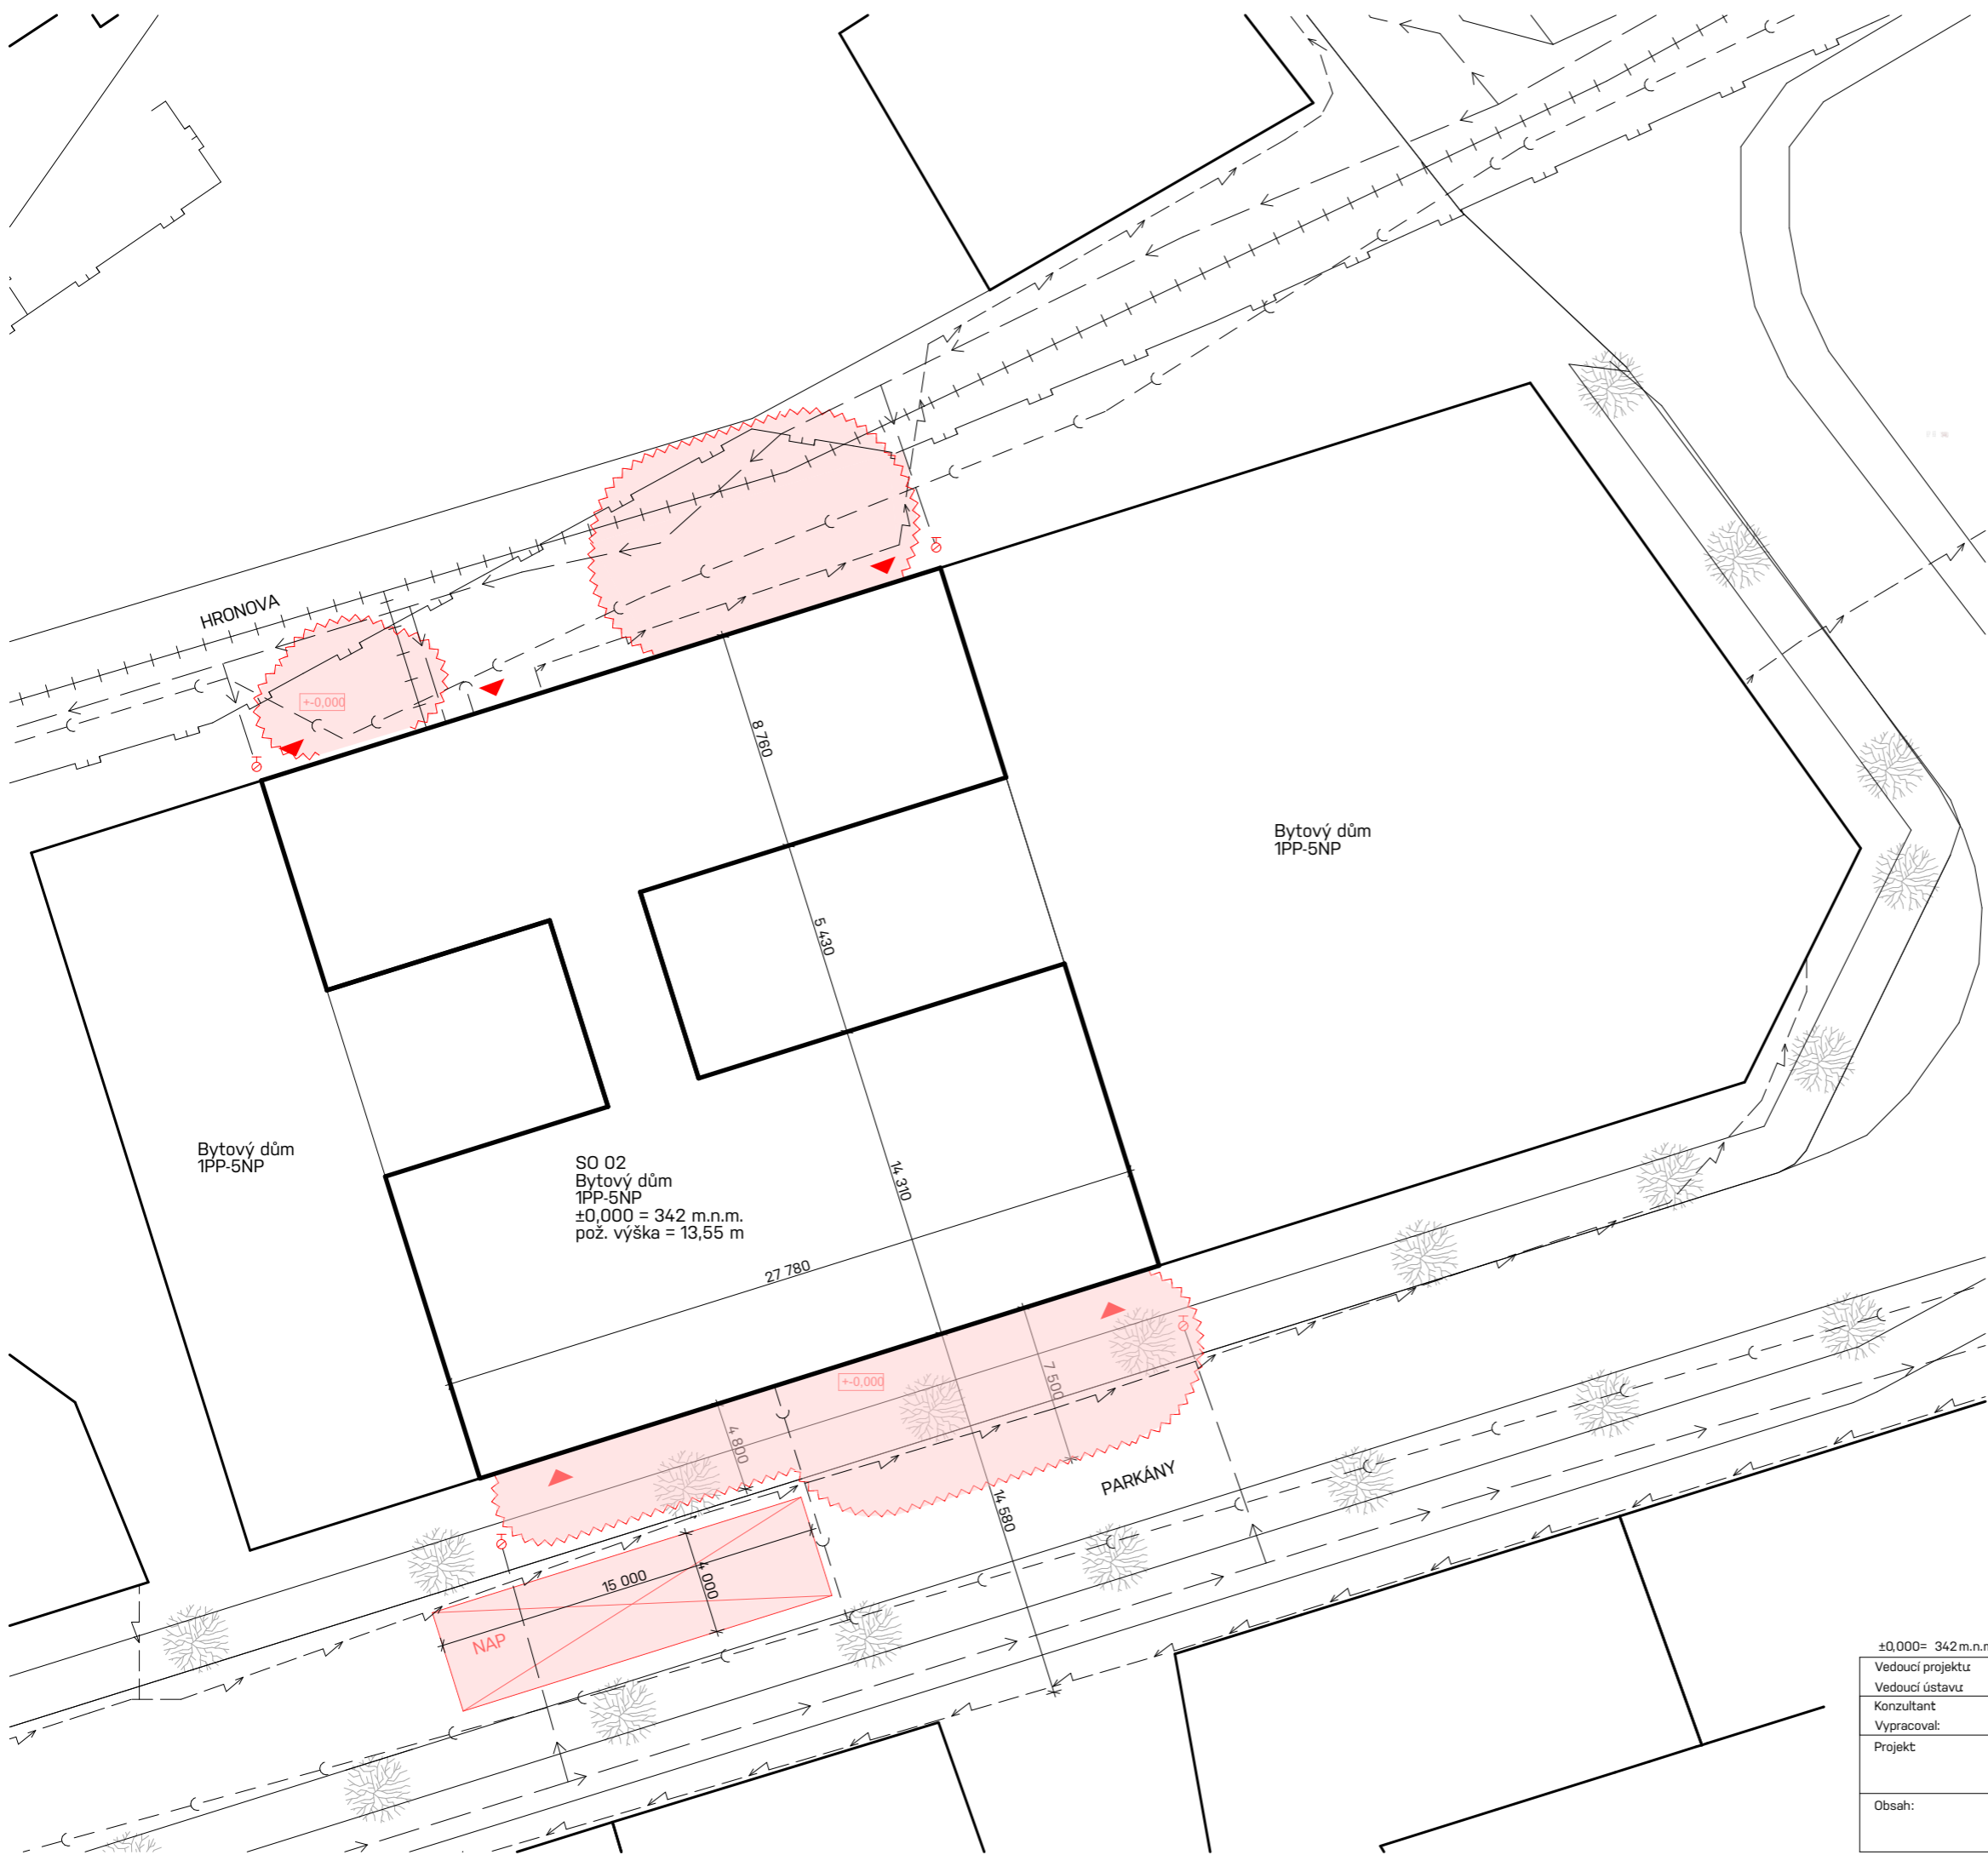 HRONOVA
+-0,000
8 760
5 430
Bytový dům
1PP-5NP
Bytový dům
1PP-5NP
SO 02
Bytový dům
1PP-5NP
±0,000 = 342 m.n.m.
pož. výška = 13,55 m
14 310
27 780
+-0,000
7 500
4 800
PARKÁNY
14 580
15 000
4 000
NAP
±0,000= 342 m.n.m
Vedoucí projektu:
Vedoucí ústavu:
Konzultant:
Vypracoval:
Projekt:
Obsah: